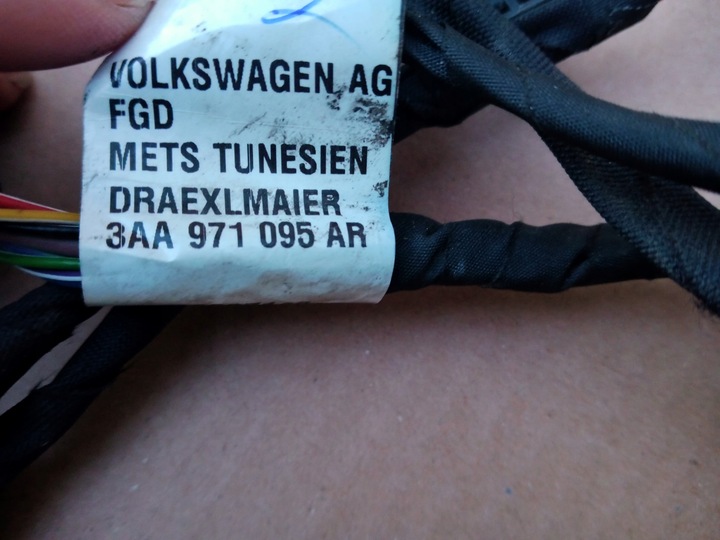 VOLKSWAGEN AG
FGD
METS TUNESIEN
DRAEXLMAIER
3AA 971 095 AR